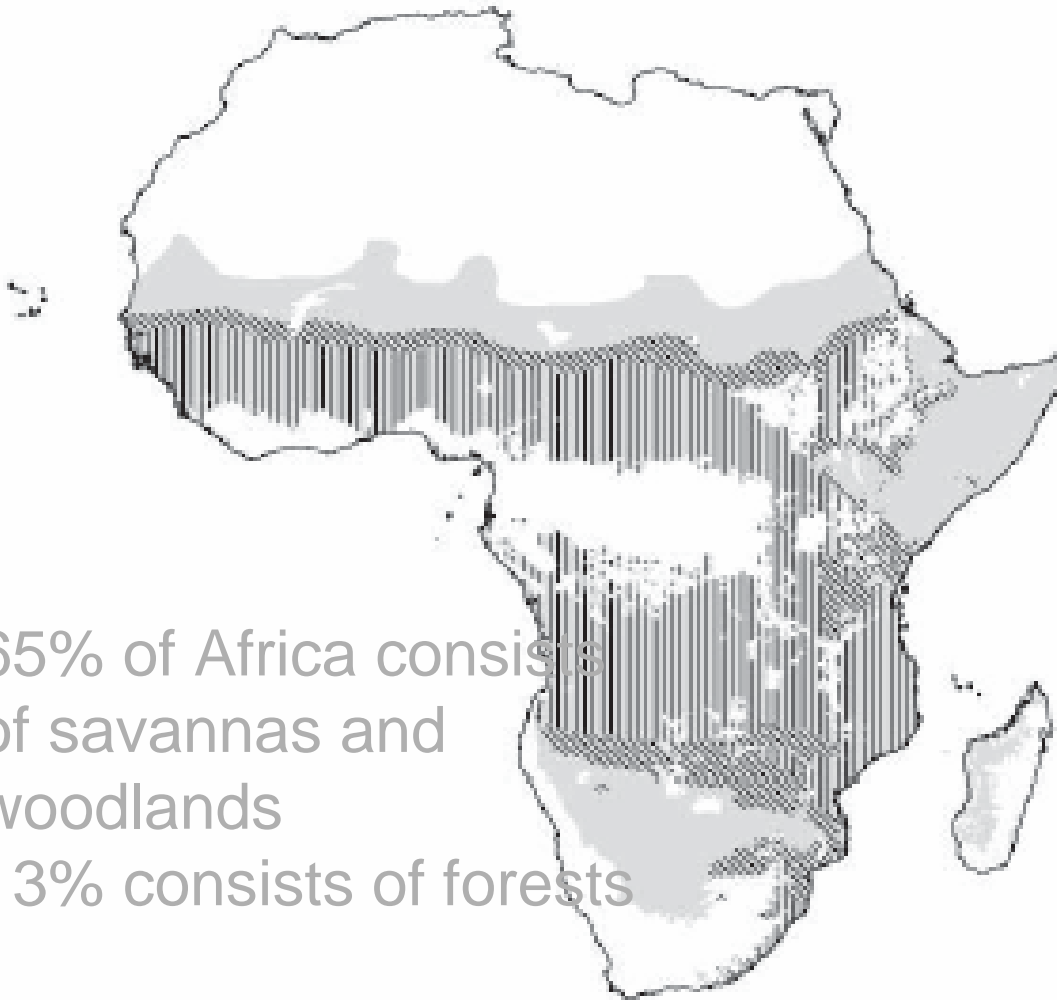 65% of Africa consists
of savannas and
woodlands
3% consists of forests